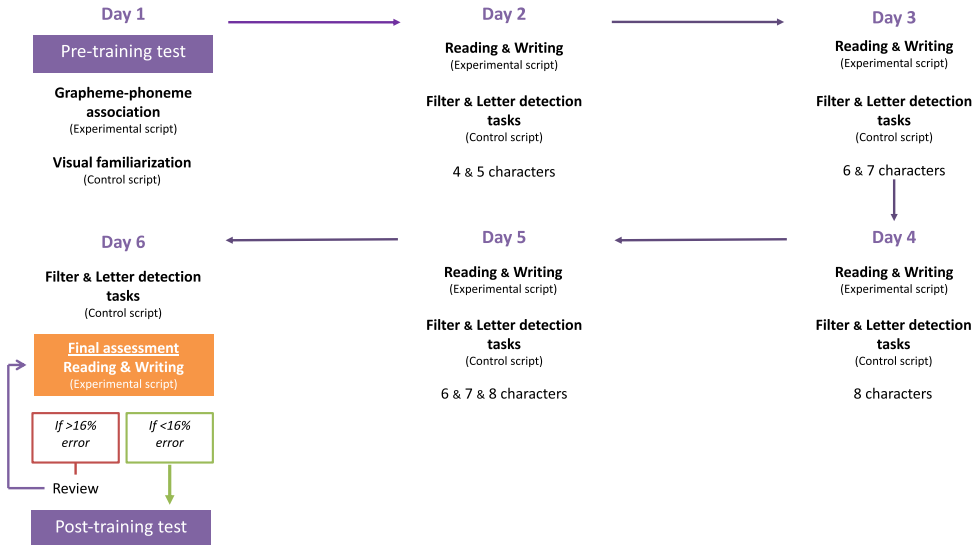 Day 1
Pre-training test
Grapheme-phoneme
association
(Experimental script)
Visual familiarization
(Control script)
Day 2
Reading & Writing
(Experimental script)
Filter & Letter detection
tasks
(Control script)
4 & 5 characters
Day 3
Reading & Writing
(Experimental script)
Filter & Letter detection
tasks
(Control script)
6 & 7 characters
Day 4
Reading & Writing
(Experimental script)
Filter & Letter detection
tasks
(Control script)
8 characters
Day 5
Reading & Writing
(Experimental script)
Filter & Letter detection
tasks
(Control script)
6 & 7 & 8 characters
Day 6
Filter & Letter detection
tasks
(Control script)
Final assessment
Reading & Writing
(Experimental script)
If >16%
error
If <16%
error
Review
Post-training test